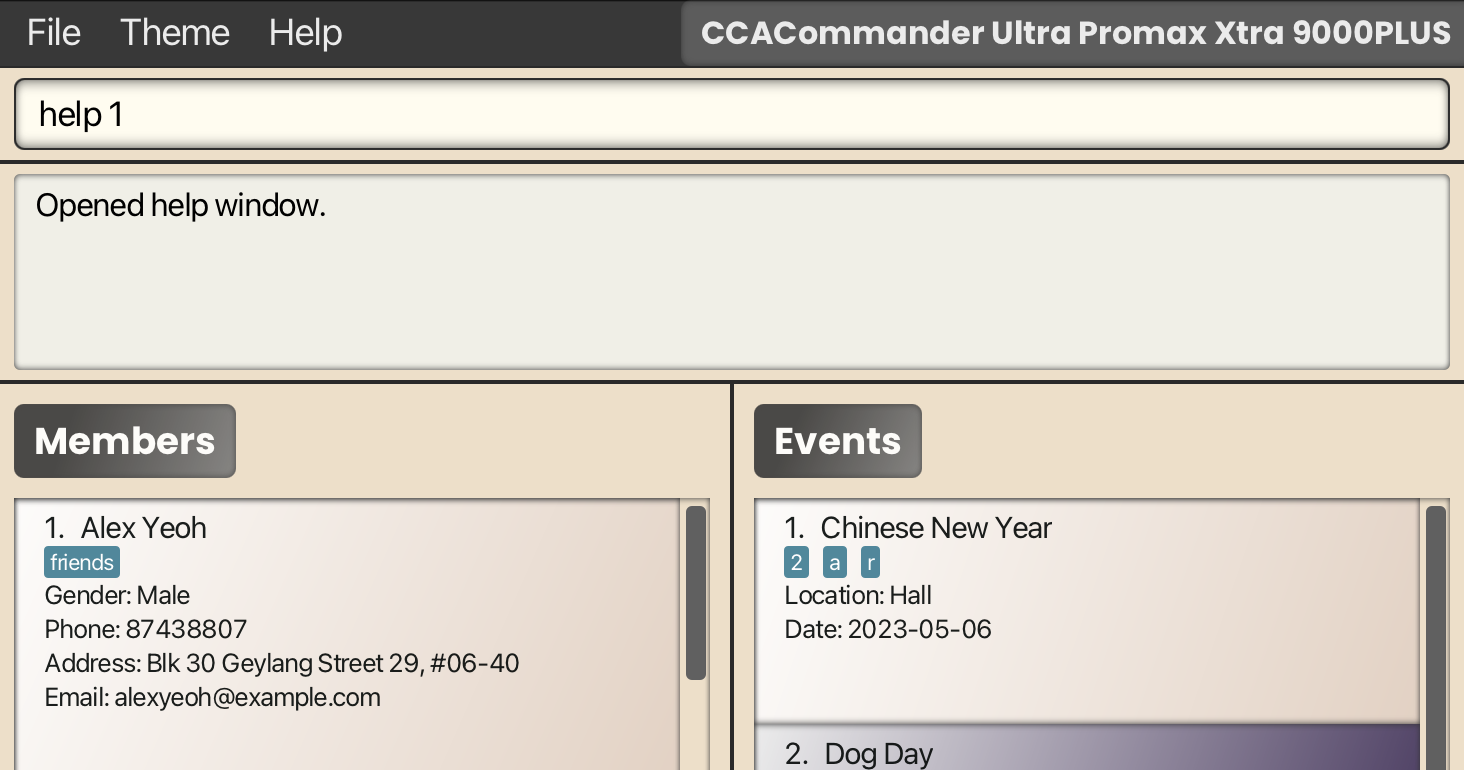 File Theme Help CCACommander Ultra Promax Xtra 9000PLUS
help 1
Opened help window.
Members
1. Alex Yeoh
friends
Gender: Male
Phone: 87438807
Address: Blk 30 Geylang Street 29, #06-40
Email: alexyeoh@example.com
Events
1. Chinese New Year
2 a r
Location: Hall
Date: 2023-05-06
2. Dog Day